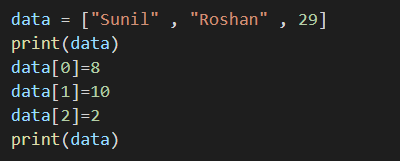 data = ["Sunil" , "Roshan" , 29]
print(data)
data[0]=8
data[1]=10
data[2]=2
print(data)